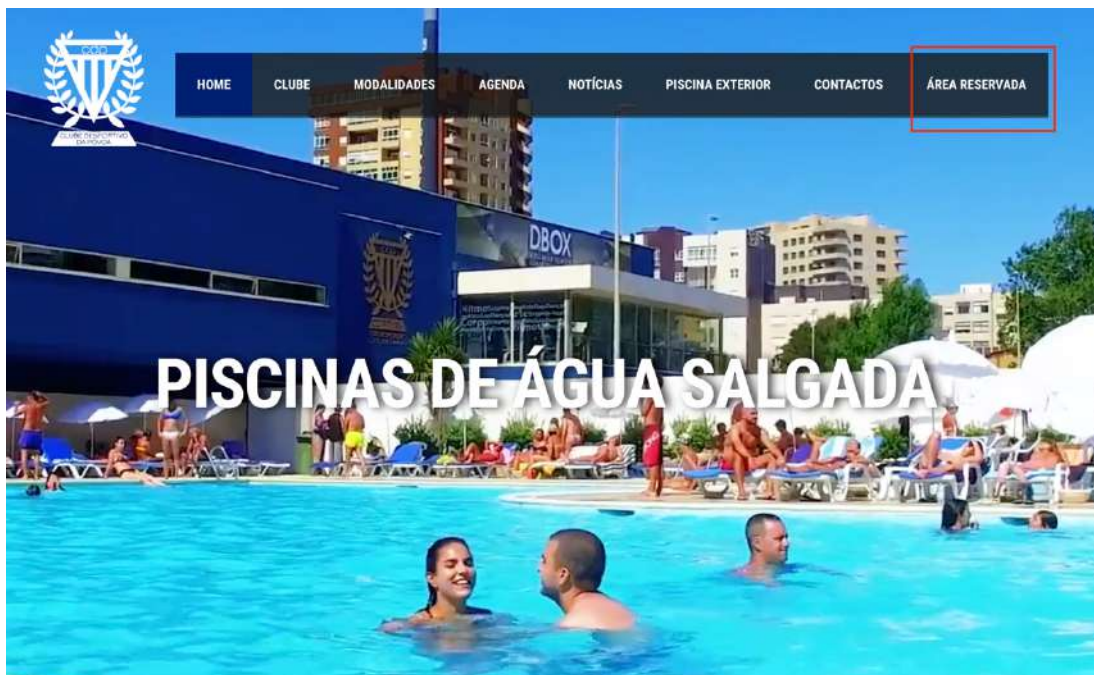 CDP
CLUBE DESPORTIVO
DA PÓVOA
HOME
CLUBE
MODALIDADES
AGENDA
NOTÍCIAS
PISCINA EXTERIOR
CONTACTOS
ÁREA RESERVADA
DBOX
PISCINAS DE ÁGUA SALGADA